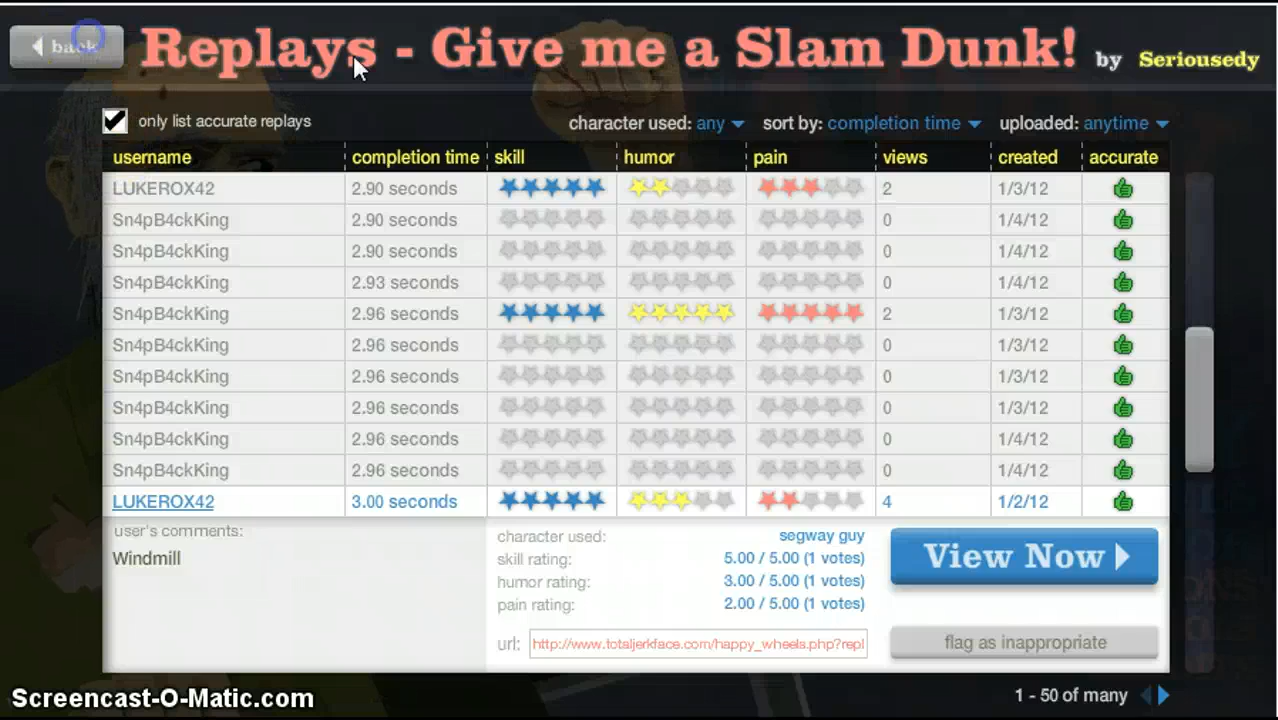 back Replays - Give me a Slam Dunk! by Seriousedy
only list accurate replays character used: any sort by: completion time uploaded: anytime
username completion time skill humor pain views created accurate
LUKEROX42 2.90 seconds 2 1/3/12
Sn4pB4ckKing 2.90 seconds 0 1/4/12
Sn4pB4ckKing 2.90 seconds 0 1/4/12
Sn4pB4ckKing 2.93 seconds 0 1/4/12
Sn4pB4ckKing 2.96 seconds 2 1/3/12
Sn4pB4ckKing 2.96 seconds 0 1/3/12
Sn4pB4ckKing 2.96 seconds 0 1/3/12
Sn4pB4ckKing 2.96 seconds 0 1/3/12
Sn4pB4ckKing 2.96 seconds 0 1/4/12
Sn4pB4ckKing 2.96 seconds 0 1/4/12
LUKEROX42 3.00 seconds 4 1/2/12
user's comments:
Windmill
character used: segway guy
skill rating: 5.00 / 5.00 (1 votes)
humor rating: 3.00 / 5.00 (1 votes)
pain rating: 2.00 / 5.00 (1 votes)
url: http://www.totaljerkface.com/happy_wheels.php?repl
View Now
flag as inappropriate
Screencast-O-Matic.com
1 - 50 of many